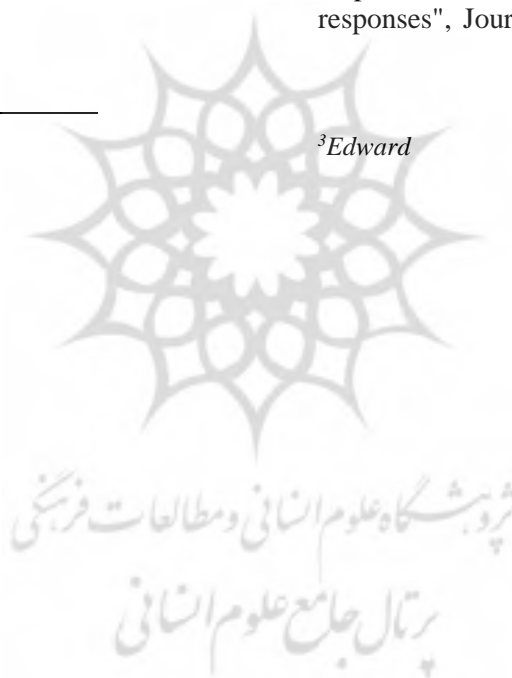 responses", Jour
³Edward
پژوهشگاه علوم انسانی و مطالعات فرهنگی
پرتال جامع علوم انسانی